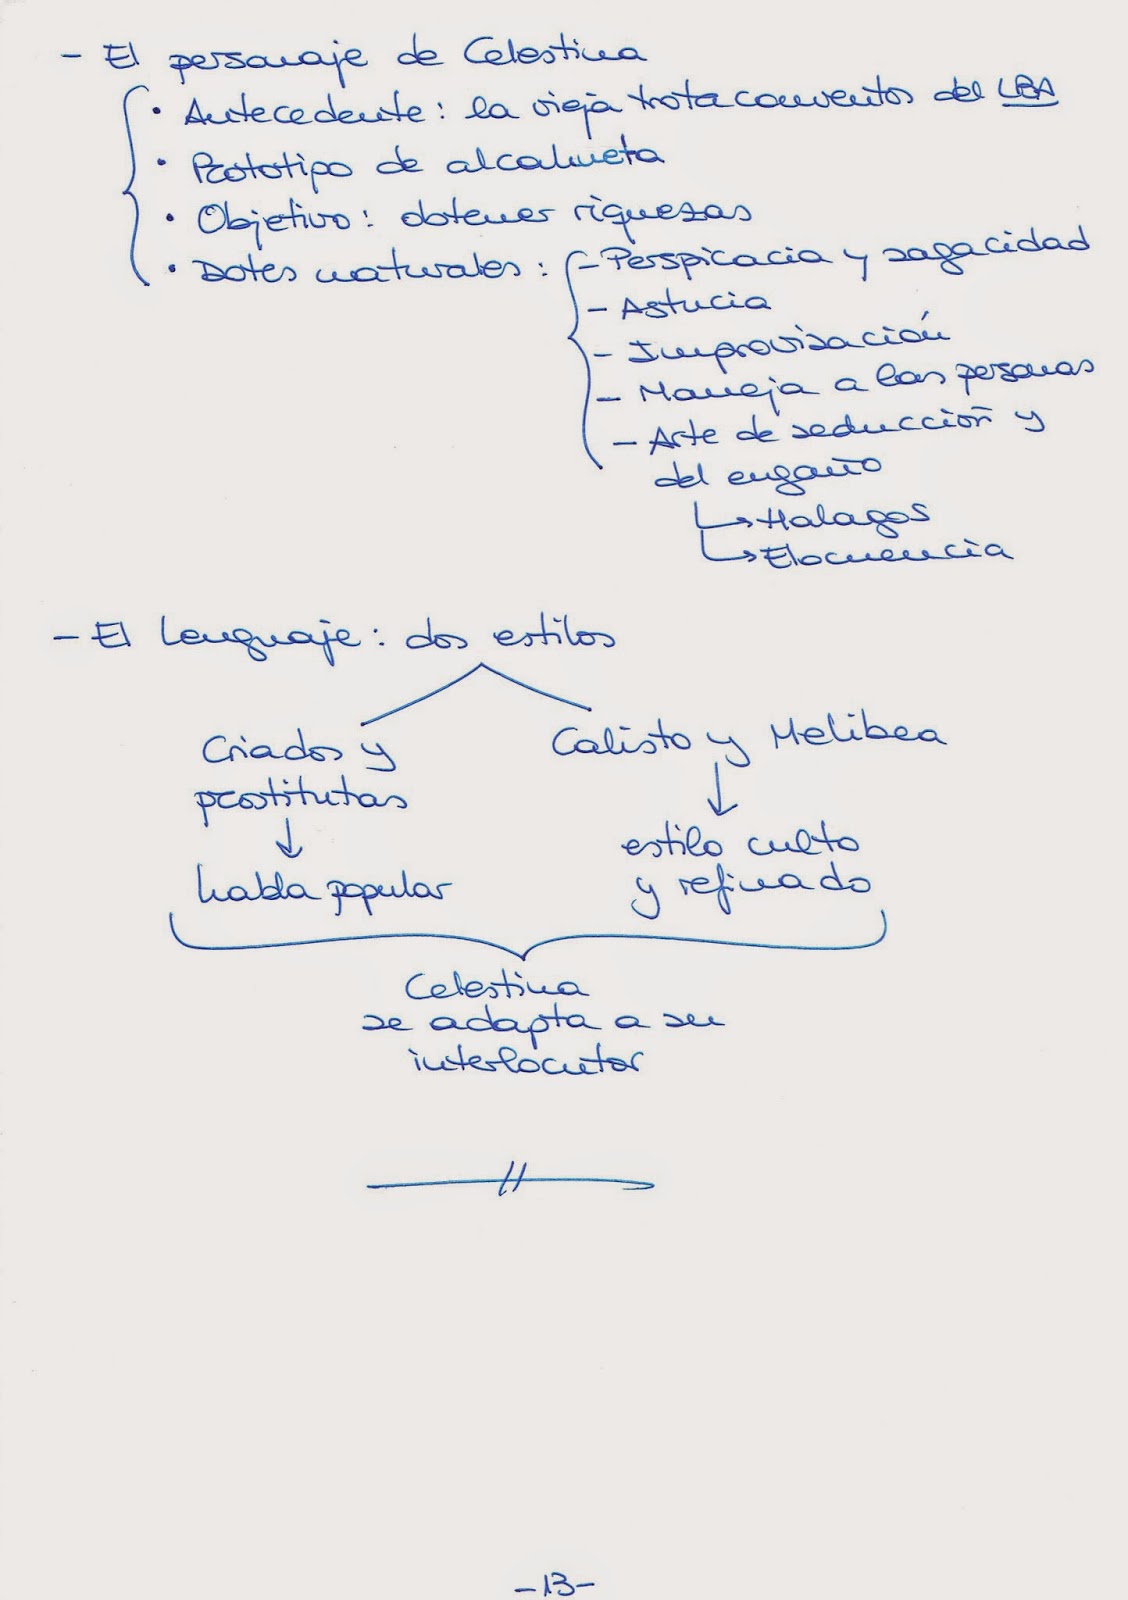 - El personaje de Celestina
· Antecedente: la vieja trotaconventos del LBA
· Prototipo de alcahueta
· Objetivo: obtener riquezas
· Dotes naturales: - Perspicacia y sagacidad
- Astucia
- Improvisación
- Maneja a las personas
- Arte de seducción y
del engaño
↳ Halagos
↳ Elocuencia
- El lenguaje: dos estilos
Criados y
prostitutas
↓
habla popular
Calisto y Melibea
↓
estilo culto
y refinado
Celestina
se adapta a su
interlocutor
-13-